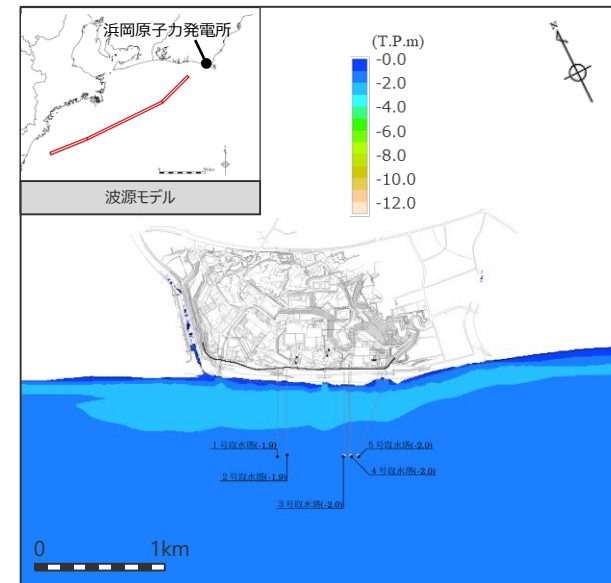 浜岡原子力発電所
波源モデル
(T.P.m)
-0.0
-2.0
-4.0
-6.0
-8.0
-10.0
-12.0
N
1号取水塔(-1.9)
2号取水塔(-1.9)
3号取水塔(-2.0)
5号取水塔(-2.0)
4号取水塔(-2.0)
0 1km